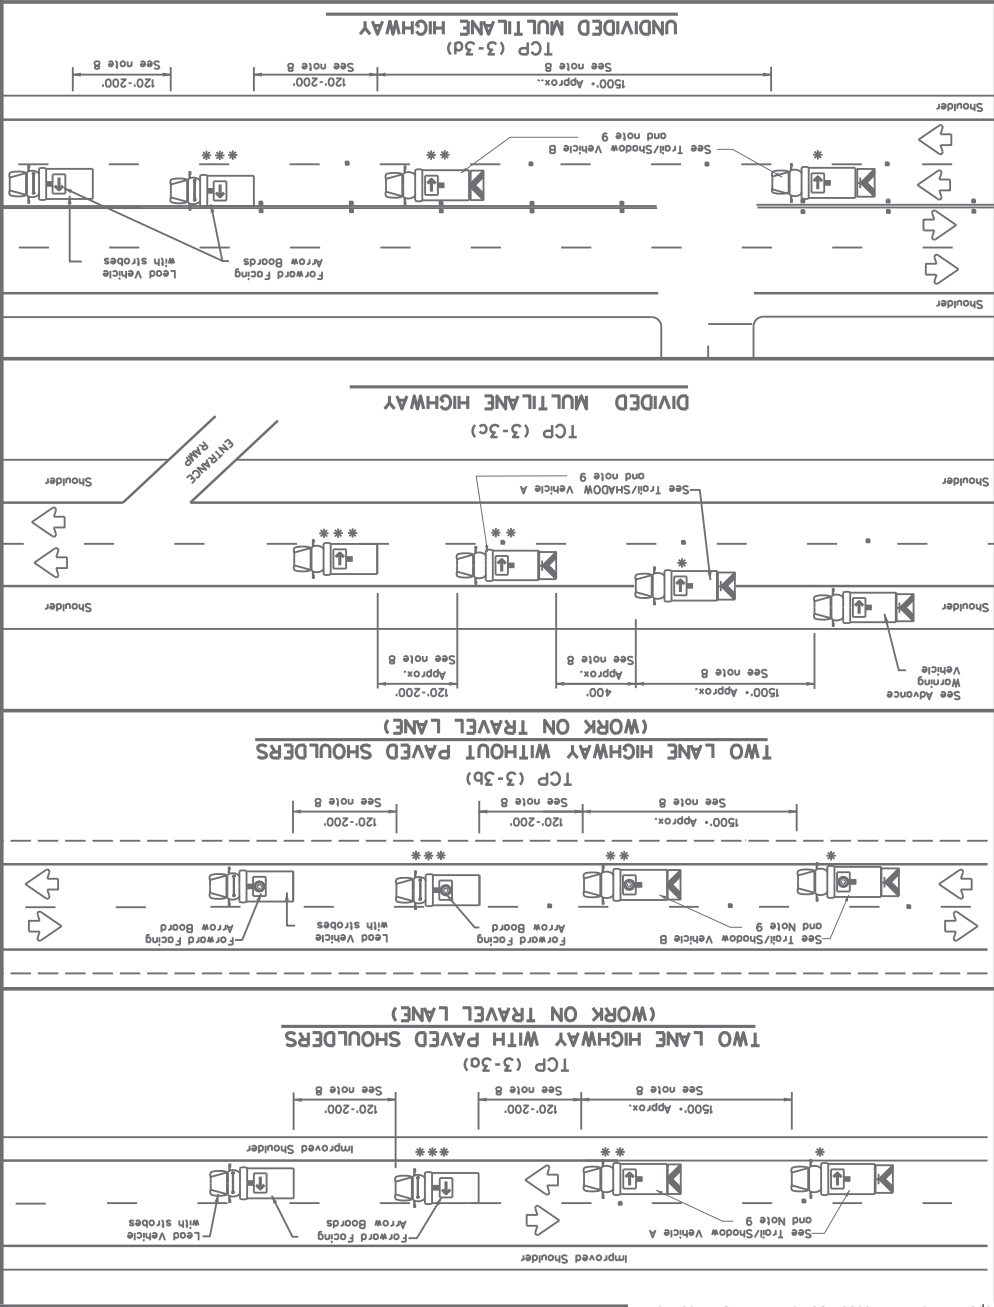 Improved Shoulder
See Trail/Shadow Vehicle A
and Note 9
Forward Facing
Arrow Boards
Lead Vehicle
with strobes
*
**
***
Improved Shoulder
1500'+ Approx.
See note 8
120'-200'
See note 8
120'-200'
See note 8
TCP (3-3a)
TWO LANE HIGHWAY WITH PAVED SHOULDERS
(WORK ON TRAVEL LANE)
See Trail/Shadow Vehicle B
and Note 9
Forward Facing
Arrow Board
Lead Vehicle
with strobes
Forward Facing
Arrow Board
*
**
***
1500'+ Approx.
See note 8
120'-200'
See note 8
120'-200'
See note 8
TCP (3-3b)
TWO LANE HIGHWAY WITHOUT PAVED SHOULDERS
(WORK ON TRAVEL LANE)
See Advance
Warning
Vehicle
1500'+ Approx.
See note 8
400'
Approx.
See note 8
120'-200'
Approx.
See note 8
Shoulder
Shoulder
*
**
***
See Trail/SHADOW Vehicle A
and note 9
Shoulder
Shoulder
ENTRANCE
RAMP
TCP (3-3c)
DIVIDED MULTILANE HIGHWAY
Shoulder
Forward Facing
Arrow Boards
Lead Vehicle
with strobes
*
**
***
See Trail/Shadow Vehicle B
and note 9
Shoulder
1500'+ Approx..
See note 8
120'-200'
See note 8
120'-200'
See note 8
TCP (3-3d)
UNDIVIDED MULTILANE HIGHWAY